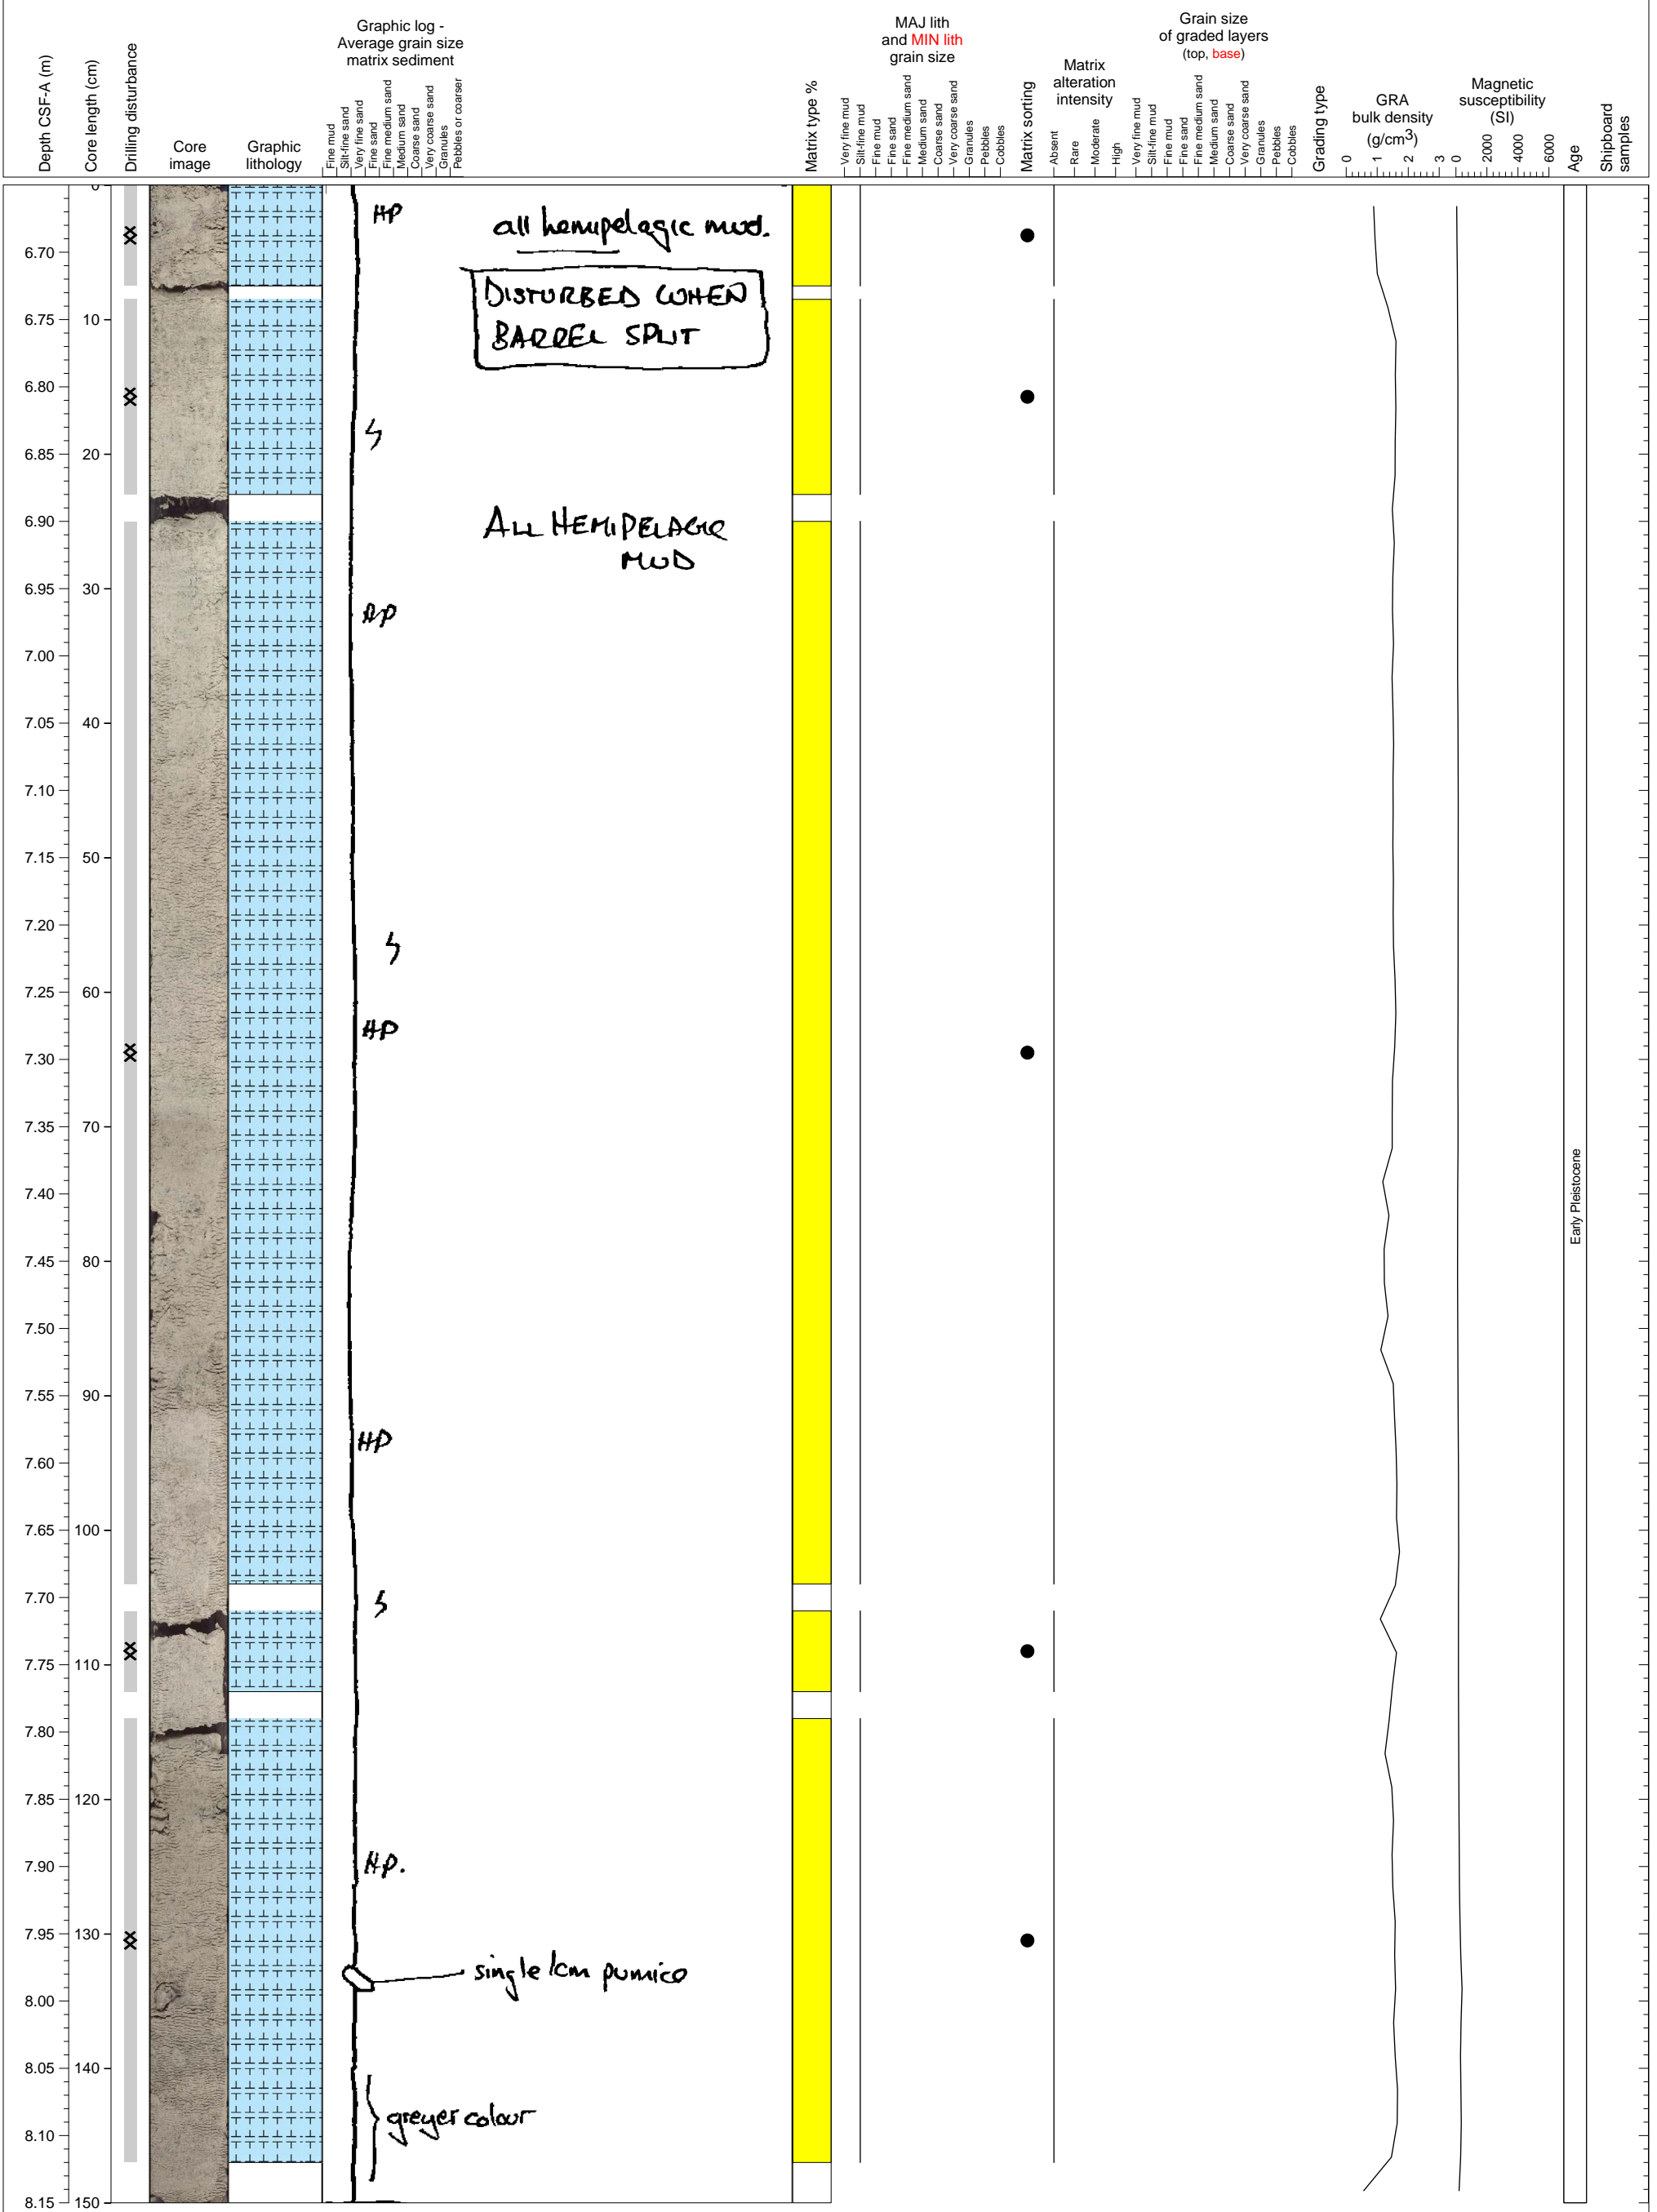 Depth CSF-A (m)
Core length (cm)
Drilling disturbance
Core
image
Graphic
lithology
Graphic log -
Average grain size
matrix sediment
Fine mud
Silt-fine sand
Very fine sand
Fine sand
Fine medium sand
Medium sand
Coarse sand
Very coarse sand
Granules
Pebbles or coarser
Matrix type %
MAJ lith
and MIN lith
grain size
Very fine mud
Silt-fine mud
Fine mud
Fine sand
Fine medium sand
Medium sand
Coarse sand
Very coarse sand
Granules
Pebbles
Cobbles
Matrix sorting
Matrix
alteration
intensity
Absent
Rare
Moderate
High
Grain size
of graded layers
(top, base)
Very fine mud
Silt-fine mud
Fine mud
Fine sand
Fine medium sand
Medium sand
Coarse sand
Very coarse sand
Granules
Pebbles
Cobbles
Grading type
GRA
bulk density
(g/cm3)
0 1 2 3
Magnetic
susceptibility
(SI)
0 2000 4000 6000
Age
Shipboard
samples
0
HP
all hemipelagic mud.
6.70
DISTURBED WHEN
BARREL SPLIT
6.75 10
6.80
6.85 20
6.90
ALL HEMIPELAGIC
MUD
6.95 30
HP
7.00
7.05 40
7.10
7.15 50
7.20
7.25 60
HP
7.30
7.35 70
7.40
Early Pleistocene
7.45 80
7.50
7.55 90
HP
7.60
7.65 100
7.70
7.75 110
7.80
7.85 120
7.90
HP.
7.95 130
single 1cm pumice
8.00
8.05 140
greyer colour
8.10
8.15 150